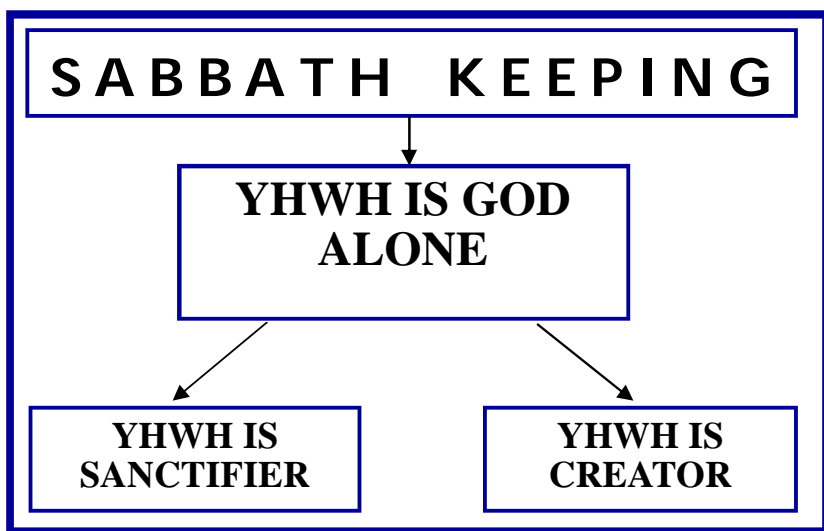 SABBATH KEEPING
YHWH IS GOD
ALONE
YHWH IS
SANCTIFIER
YHWH IS
CREATOR